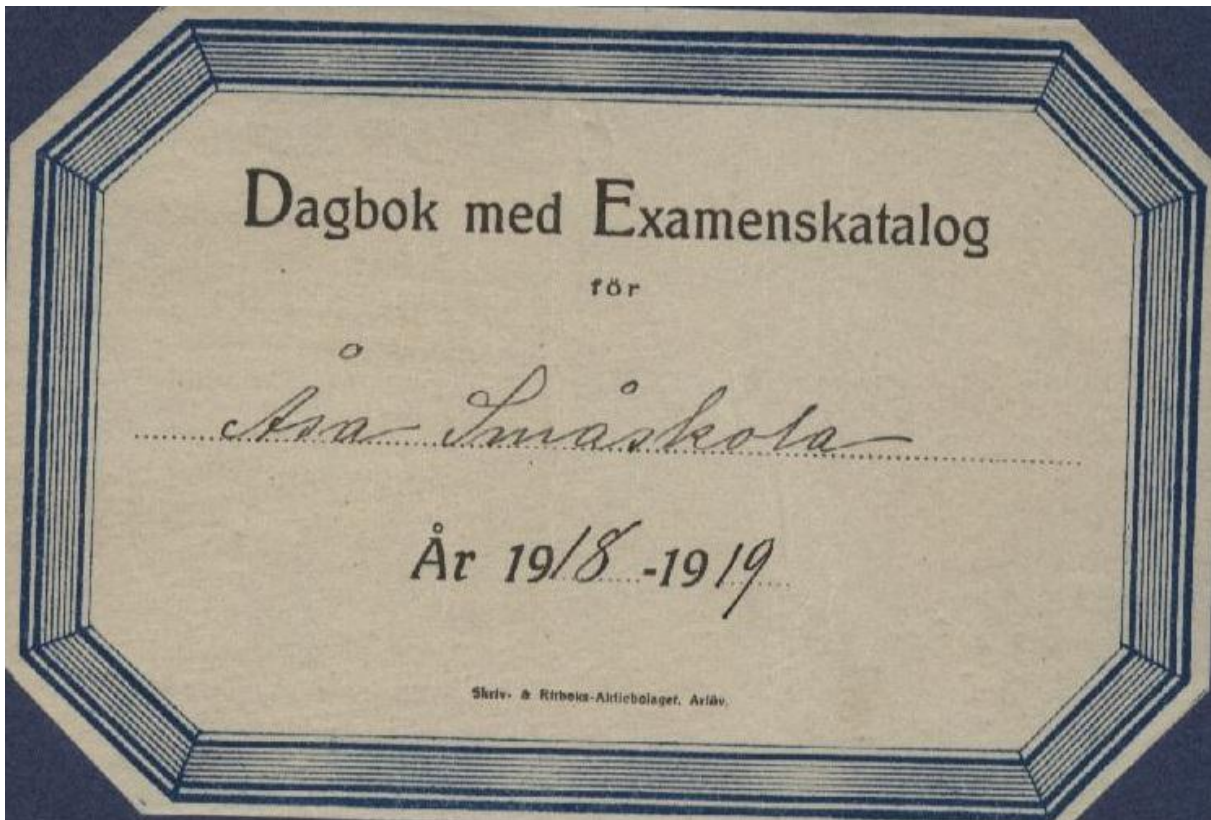 Dagbok med Examenskatalog
för
Åsa Småskola
År 1918-1919
Skriv- & Ritboks-Aktiebolaget, Arlöv.